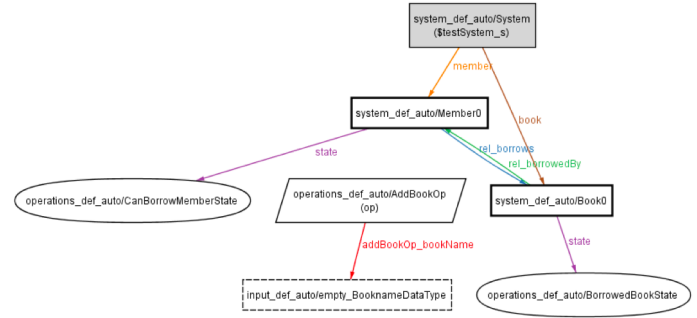 system_def_auto/System
($testSystem_s)
member
system_def_auto/Member0
book
state
rel_borrows
rel_borrowedBy
operations_def_auto/CanBorrowMemberState
operations_def_auto/AddBookOp
(op)
system_def_auto/Book0
addBookOp_bookName
state
input_def_auto/empty_BooknameDataType
operations_def_auto/BorrowedBookState